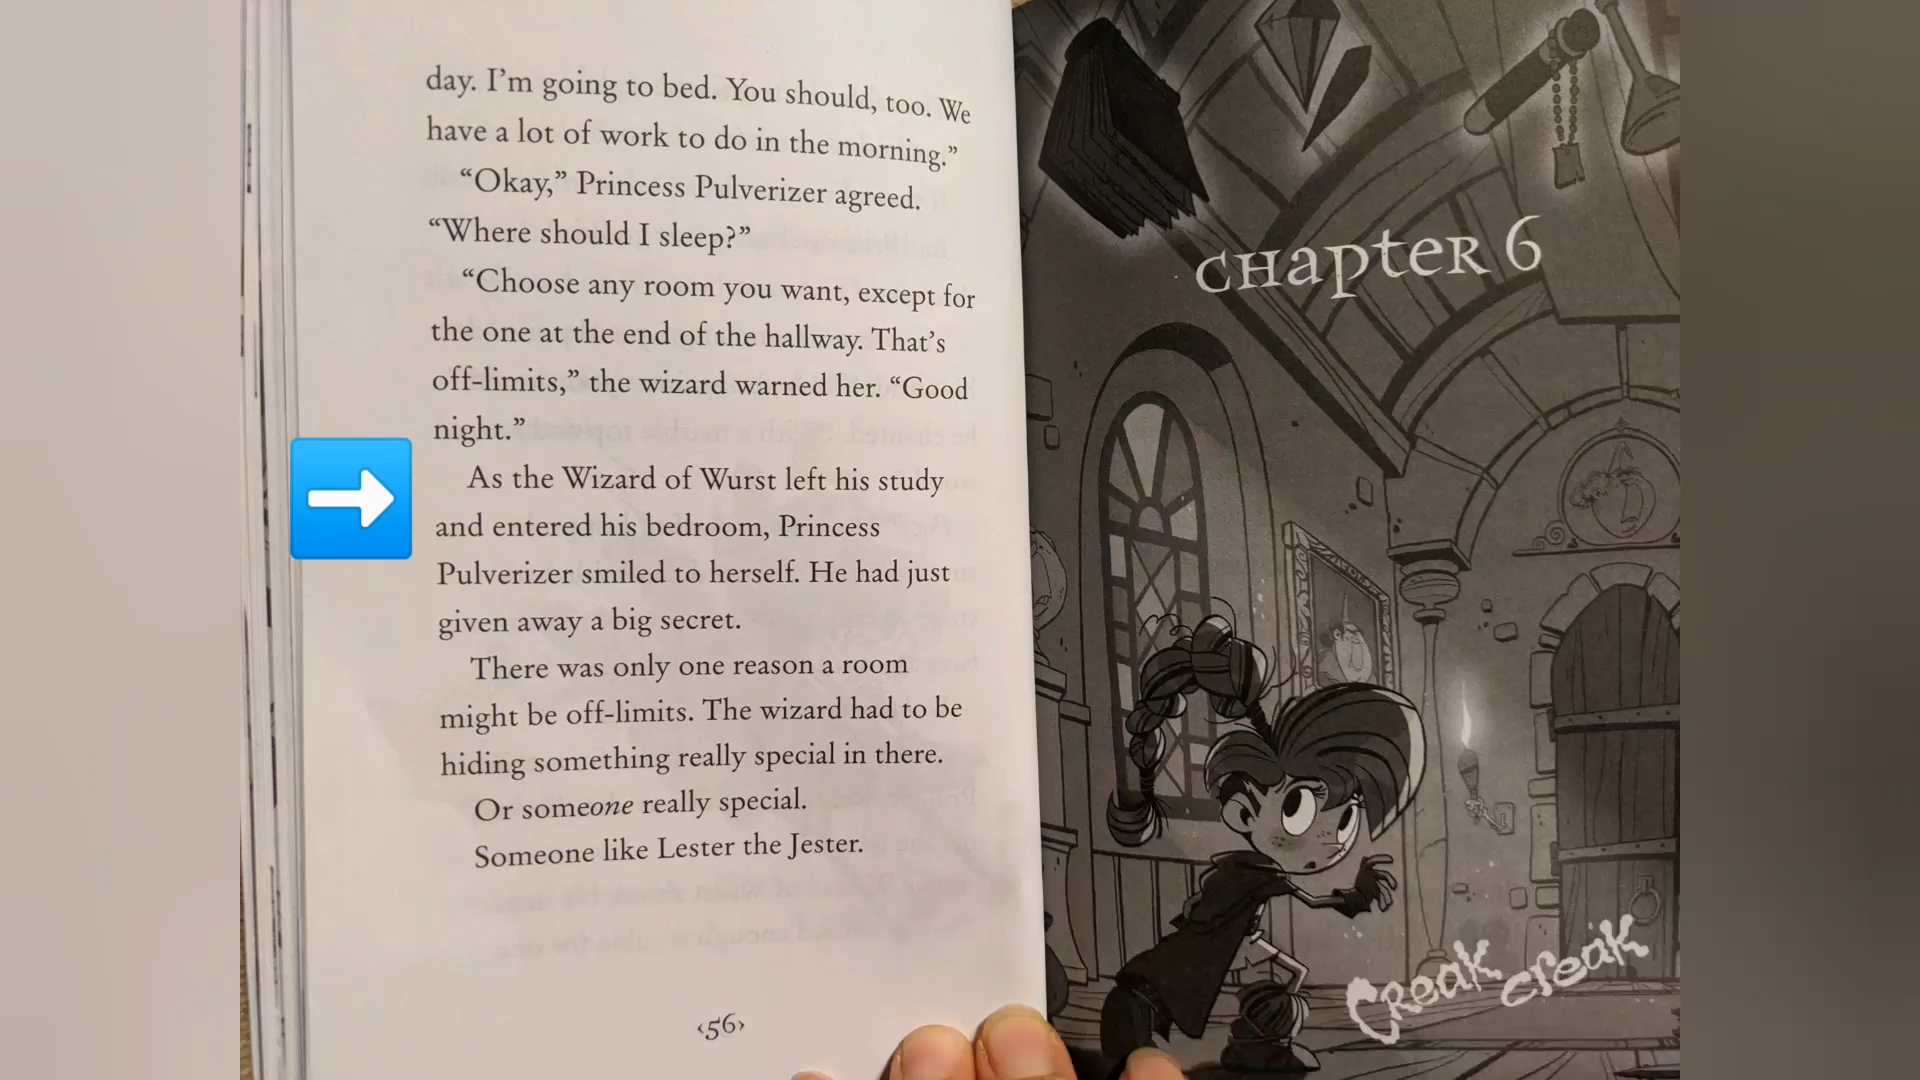 day. I'm going to bed. You should, too. We
have a lot of work to do in the morning.”
“Okay,” Princess Pulverizer agreed.
“Where should I sleep?”
“Choose any room you want, except for
the one at the end of the hallway. That's
off-limits,” the wizard warned her. “Good
night.”
As the Wizard of Wurst left his study
and entered his bedroom, Princess
Pulverizer smiled to herself. He had just
given away a big secret.
There was only one reason a room
might be off-limits. The wizard had to be
hiding something really special in there.
Or someone really special.
Someone like Lester the Jester.
‹56›
Chapter 6
Creak creak